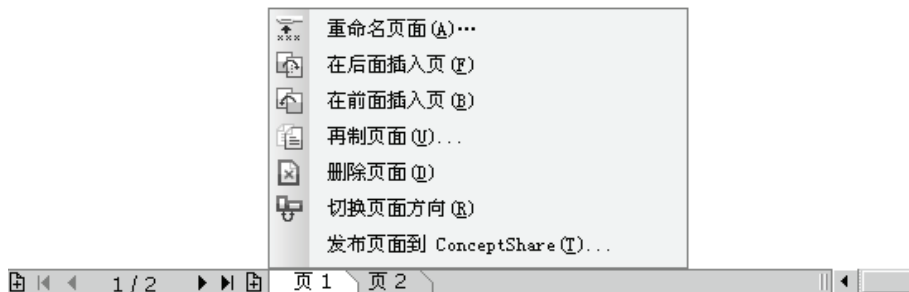 重命名页面(A)…
在后面插入页(F)
在前面插入页(B)
再制页面(U)...
删除页面(D)
切换页面方向(R)
发布页面到 ConceptShare(T)...
1 / 2 页 1 页 2